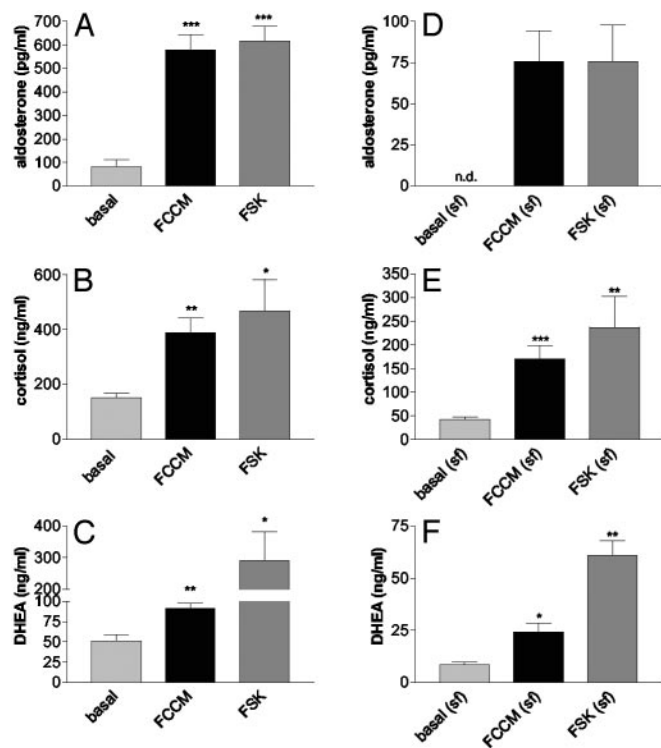 A
aldosterone (pg/ml)
700
600
500
400
300
200
100
0
***
***
basal
FCCM
FSK
D
aldosterone (pg/ml)
100
75
50
25
0
n.d.
basal (sf)
FCCM (sf)
FSK (sf)
B
cortisol (ng/ml)
600
400
200
0
**
*
basal
FCCM
FSK
E
cortisol (ng/ml)
350
300
250
200
150
100
50
0
***
**
basal (sf)
FCCM (sf)
FSK (sf)
C
DHEA (ng/ml)
400
300
200
100
75
50
25
0
**
*
basal
FCCM
FSK
F
DHEA (ng/ml)
75
50
25
0
*
**
basal (sf)
FCCM (sf)
FSK (sf)